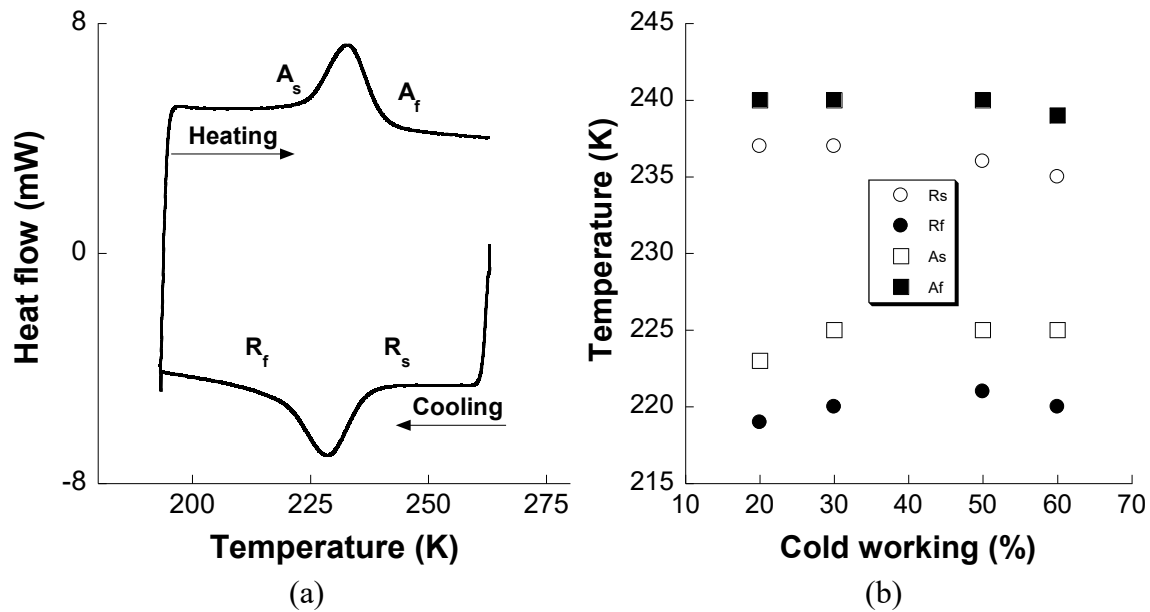 8
0
-8
Heat flow (mW)
A_s
A_f
Heating
R_f
R_s
Cooling
200
225
250
275
Temperature (K)
(a)
245
240
235
230
225
220
215
Temperature (K)
Rs
Rf
As
Af
10
20
30
40
50
60
70
Cold working (%)
(b)